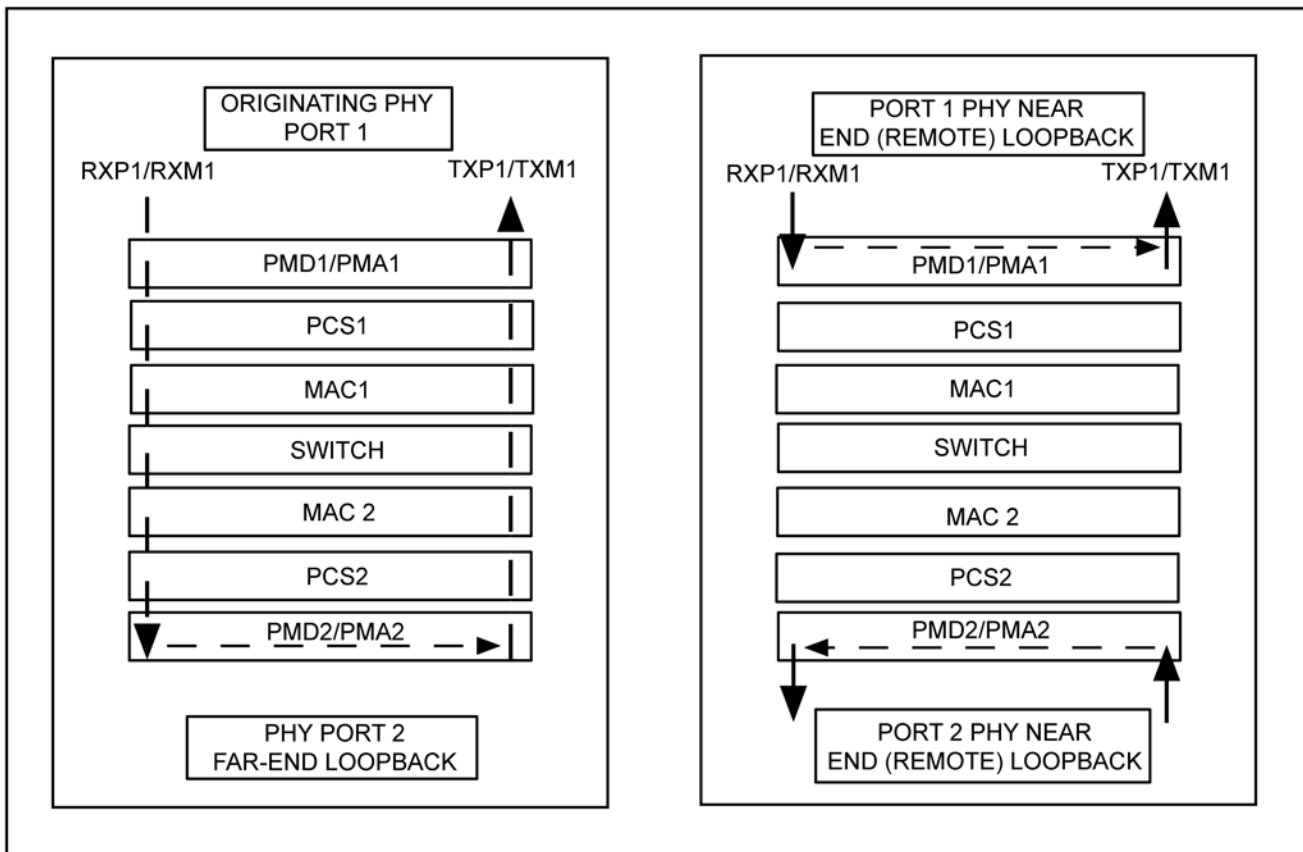 ORIGINATING PHY
PORT 1
RXP1/RXM1
TXP1/TXM1
PMD1/PMA1
PCS1
MAC1
SWITCH
MAC 2
PCS2
PMD2/PMA2
PHY PORT 2
FAR-END LOOPBACK
PORT 1 PHY NEAR
END (REMOTE) LOOPBACK
RXP1/RXM1
TXP1/TXM1
PMD1/PMA1
PCS1
MAC1
SWITCH
MAC 2
PCS2
PMD2/PMA2
PORT 2 PHY NEAR
END (REMOTE) LOOPBACK